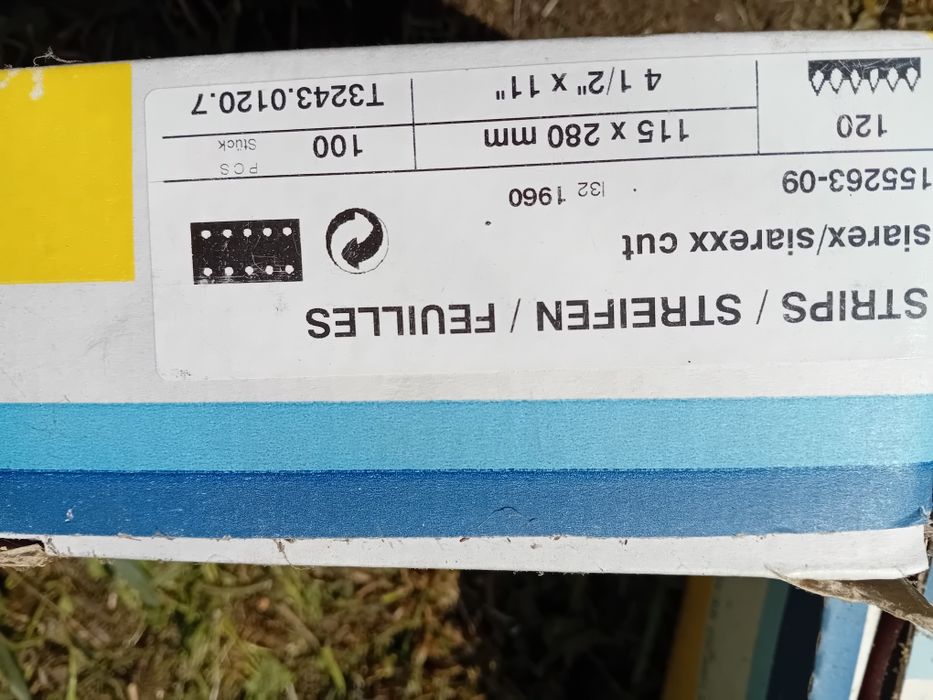 STRIPS / STREIFEN / FEUILLES
siarex/siarexx cut
155263-09 132 1960
120 115 x 280 mm 100 PCS Stück
4 1/2" x 11" T3243.0120.7